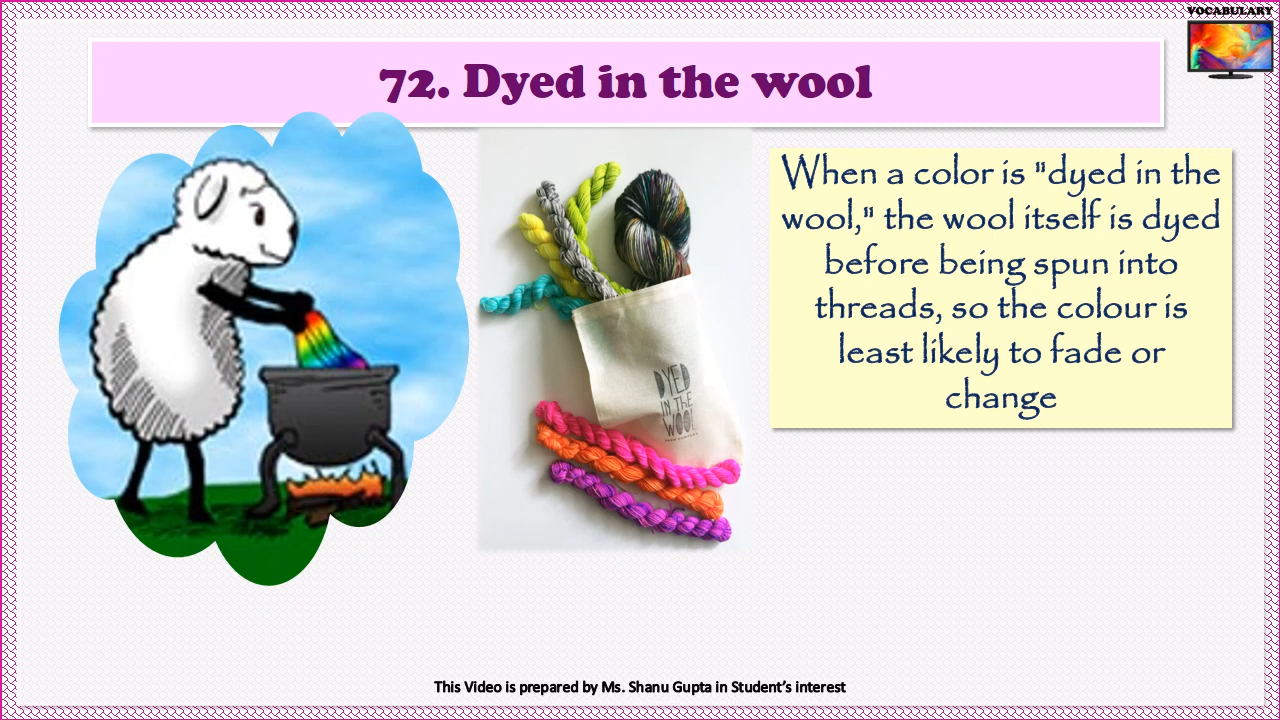 VOCABULARY
72. Dyed in the wool
When a color is "dyed in the
wool," the wool itself is dyed
before being spun into
threads, so the colour is
least likely to fade or
change
DYED
IN THE
WOOL
This Video is prepared by Ms. Shanu Gupta in Student's interest